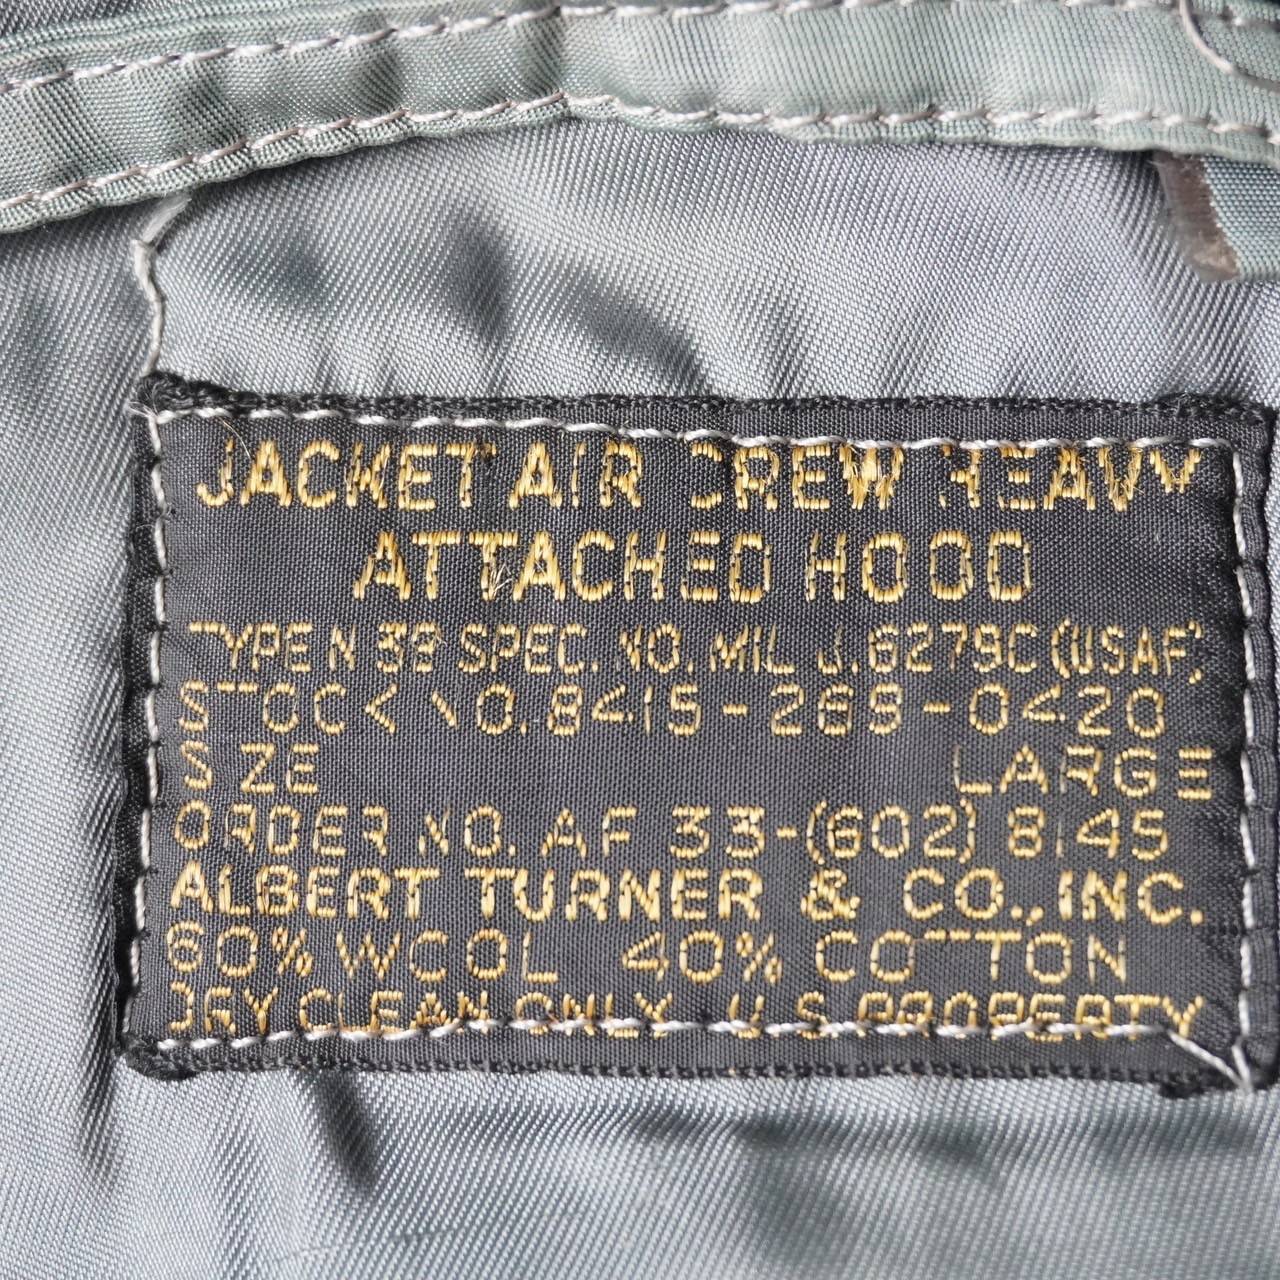 JACKET AIR CREW HEAVY
ATTACHED HOOD
TYPE N 3B SPEC. NO. MIL J.6279C (USAF)
STOCK NO. 8415-269-0420
SIZE LARGE
ORDER NO. AF 33-(602) 8145
ALBERT TURNER & CO., INC.
60% WOOL 40% COTTON
DRY CLEAN ONLY U.S. PROPERTY